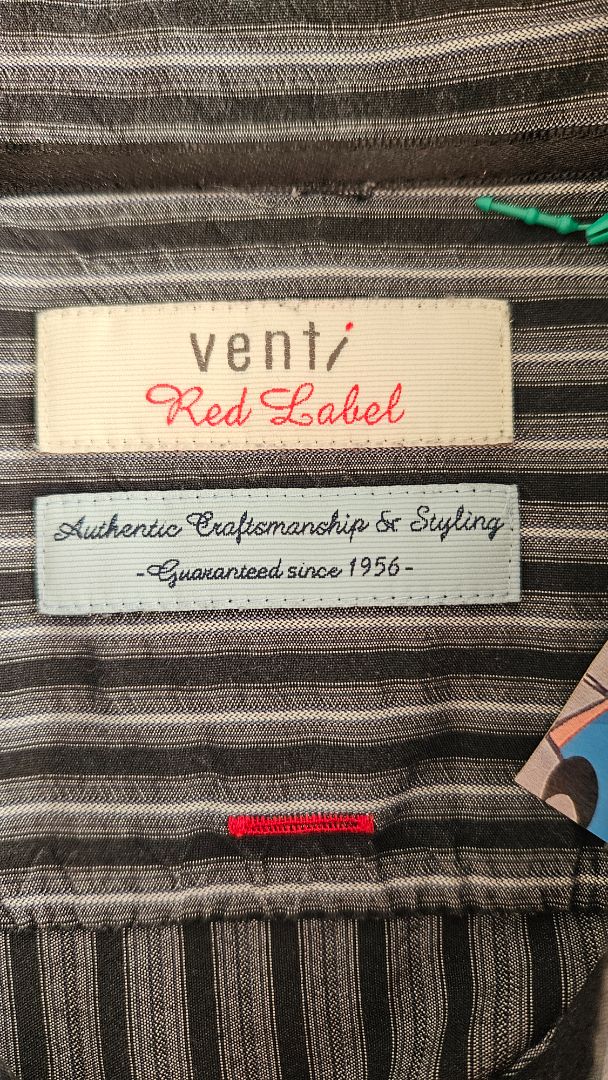 venti
Red Label
Authentic Craftsmanship & Styling
-Guaranteed since 1956-